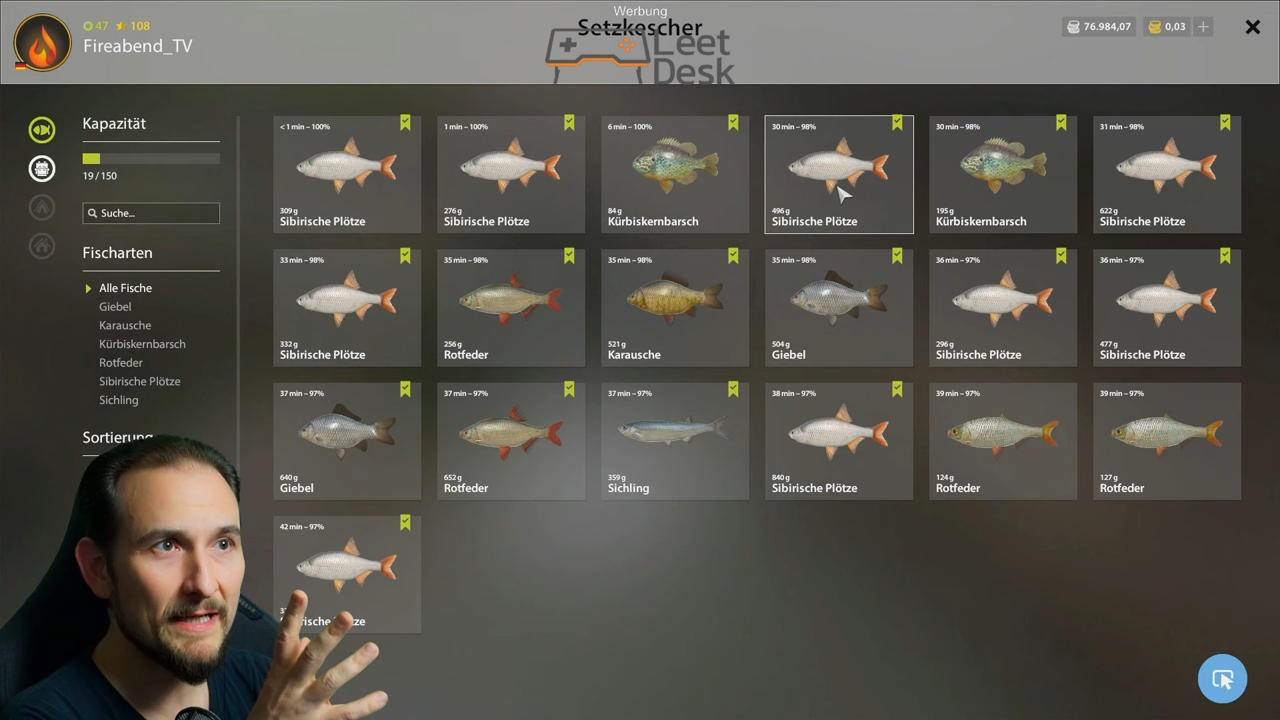 47 108
Fireabend_TV
Werbung
Setzkescher
Leet
Desk
76.984,07
0,03
Kapazität
19 / 150
Suche...
Fischarten
Alle Fische
Giebel
Karausche
Kürbiskernbarsch
Rotfeder
Sibirische Plötze
Sichling
Sortierung
< 1 min – 100%
309 g
Sibirische Plötze
1 min – 100%
276 g
Sibirische Plötze
6 min – 100%
84 g
Kürbiskernbarsch
30 min – 98%
496 g
Sibirische Plötze
30 min – 98%
195 g
Kürbiskernbarsch
31 min – 98%
622 g
Sibirische Plötze
33 min – 98%
332 g
Sibirische Plötze
35 min – 98%
256 g
Rotfeder
35 min – 98%
521 g
Karausche
35 min – 98%
504 g
Giebel
36 min – 97%
296 g
Sibirische Plötze
36 min – 97%
477 g
Sibirische Plötze
37 min – 97%
640 g
Giebel
37 min – 97%
652 g
Rotfeder
37 min – 97%
359 g
Sichling
38 min – 97%
840 g
Sibirische Plötze
39 min – 97%
124 g
Rotfeder
39 min – 97%
127 g
Rotfeder
42 min – 97%